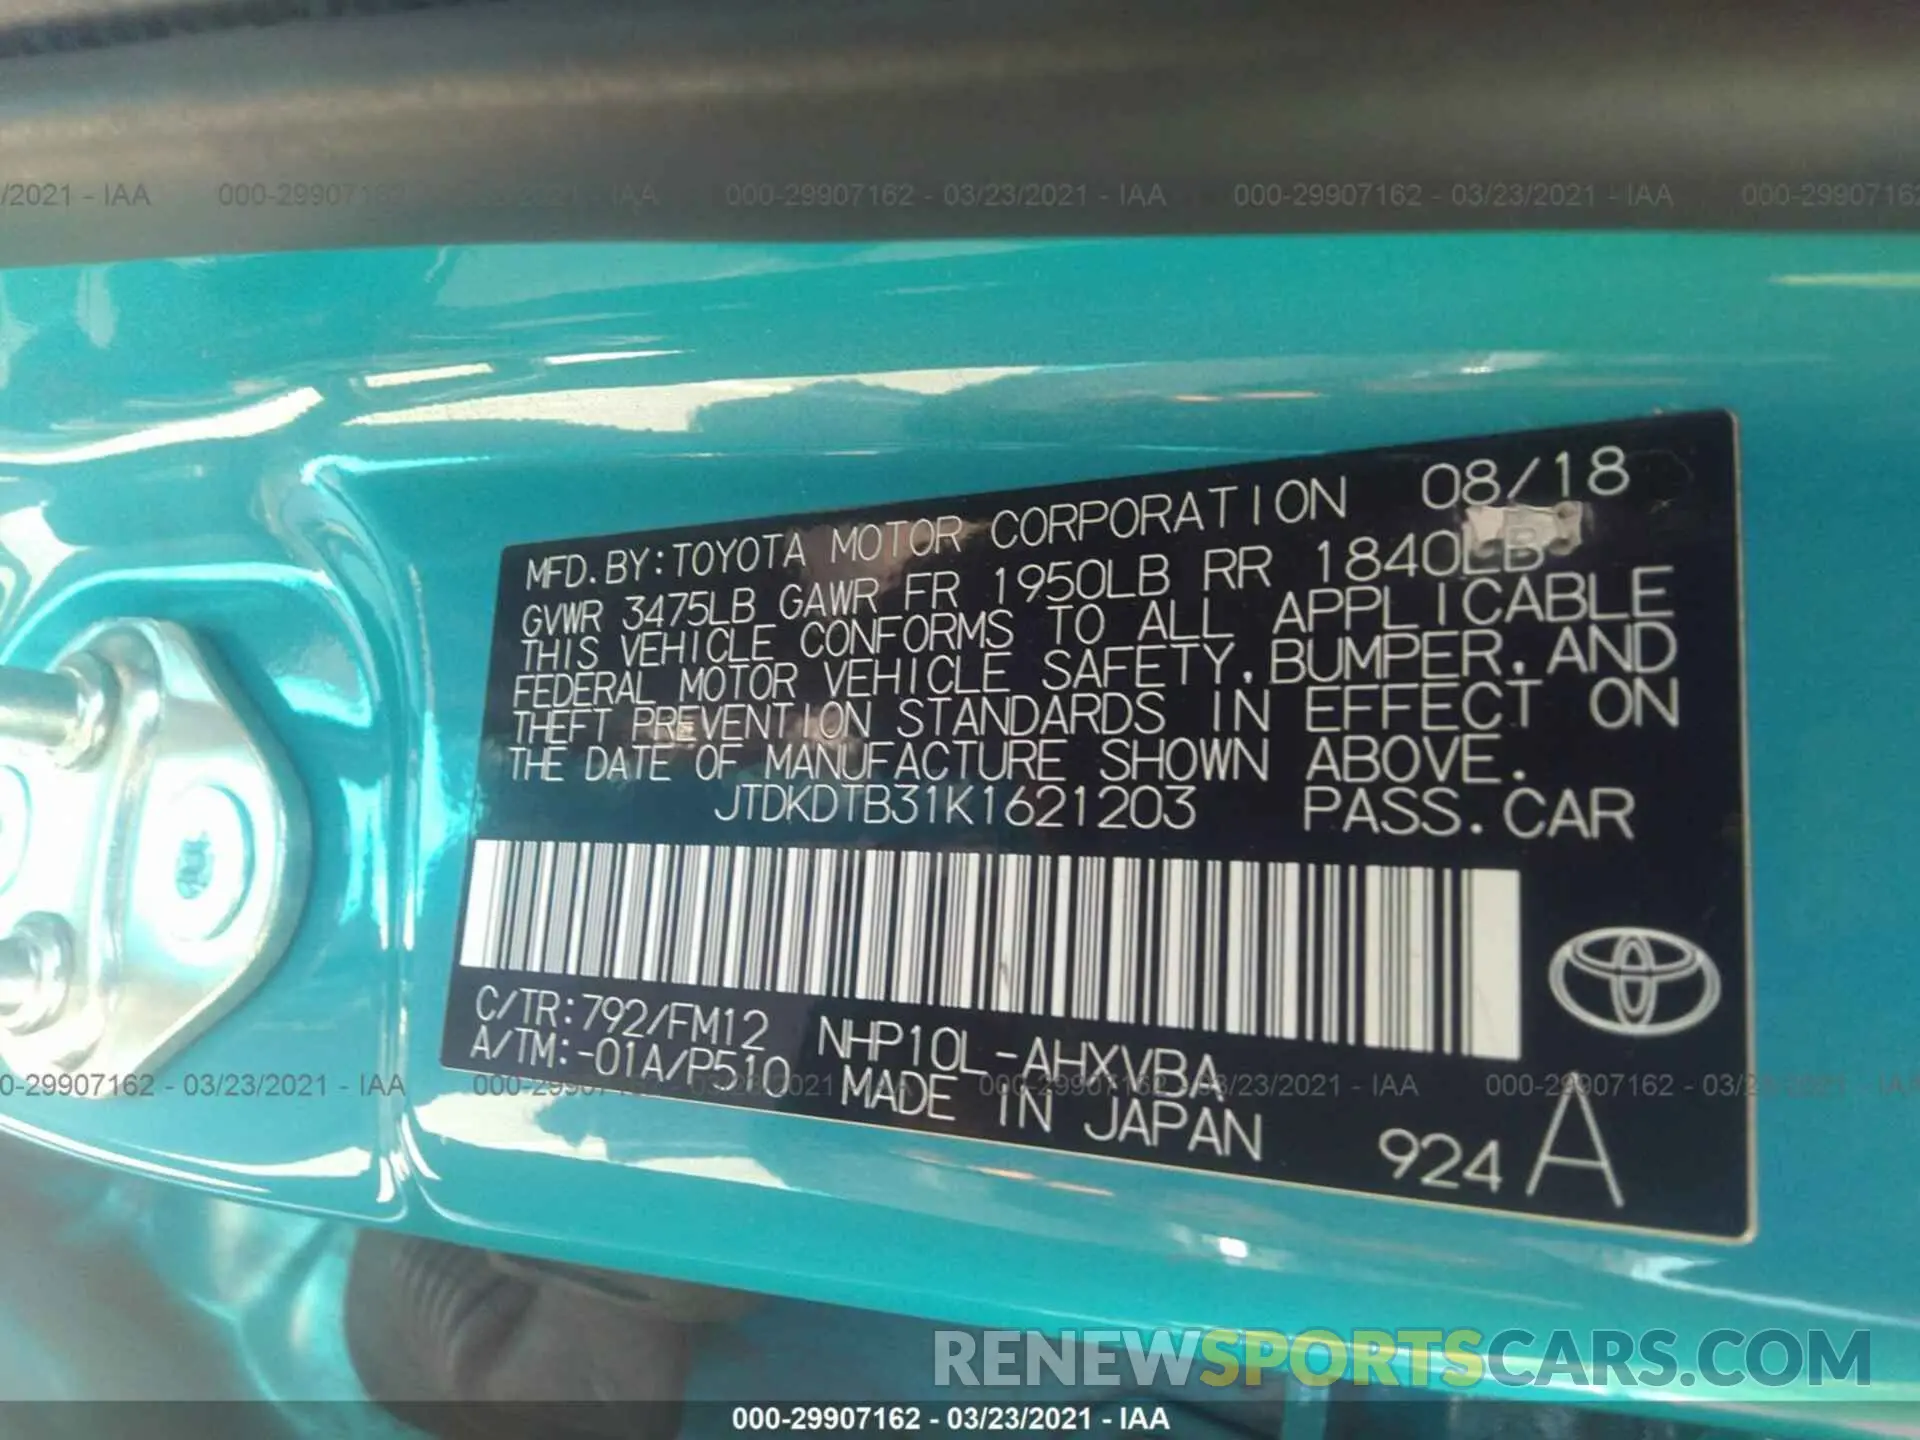 /2021 - IAA 000-29907162 - 03/23/2021 - IAA 000-29907162 - 03/23/2021 - IAA 000-29907162 - 03/23/2021 - IAA 000-2990716
MFD.BY:TOYOTA MOTOR CORPORATION 08/18
GVWR 3475LB GAWR FR 1950LB RR 1840LB
THIS VEHICLE CONFORMS TO ALL APPLICABLE
FEDERAL MOTOR VEHICLE SAFETY,BUMPER,AND
THEFT PREVENTION STANDARDS IN EFFECT ON
THE DATE OF MANUFACTURE SHOWN ABOVE.
JTDKDTB31K1621203 PASS.CAR
C/TR:792/FM12 NHP10L-AHXVBA
A/TM:-01A/P510 MADE IN JAPAN 924 A
0-29907162 - 03/23/2021 - IAA 000-29907162 - 03/23/2021 - IAA 000-29907162 - 03/23/2021 - IAA 000-29907162 - 03/23/2021 - IAA
RENEWSPORTSCARS.COM
000-29907162 - 03/23/2021 - IAA